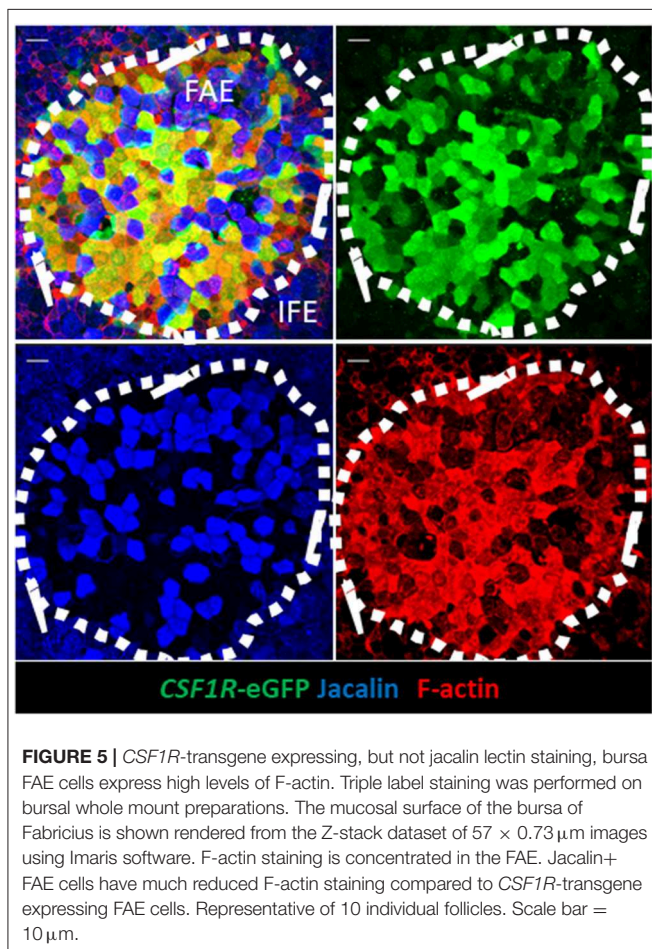 FAE
IFE
CSF1R-eGFP Jacalin F-actin
FIGURE 5 | CSF1R-transgene expressing, but not jacalin lectin staining, bursa
FAE cells express high levels of F-actin. Triple label staining was performed on
bursal whole mount preparations. The mucosal surface of the bursa of
Fabricius is shown rendered from the Z-stack dataset of 57 × 0.73 μm images
using Imaris software. F-actin staining is concentrated in the FAE. Jacalin+
FAE cells have much reduced F-actin staining compared to CSF1R-transgene
expressing FAE cells. Representative of 10 individual follicles. Scale bar =
10 μm.